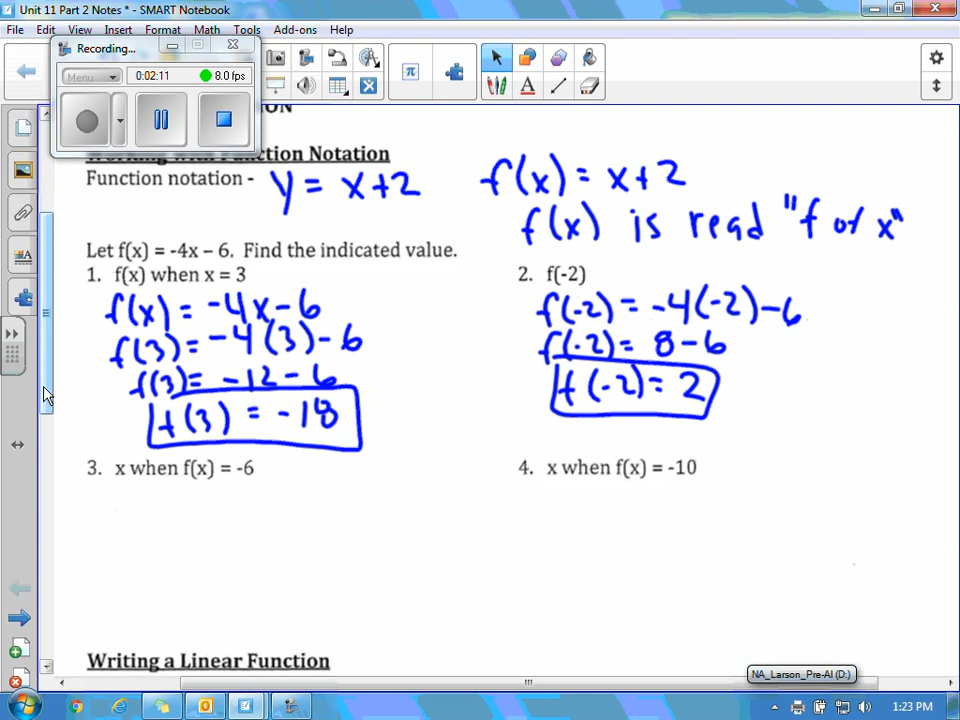 Unit 11 Part 2 Notes * - SMART Notebook
File Edit View Insert Format Math Tools Add-ons Help
Recording...
Menu 0:02:11 8.0 fps
π
Function Notation
Function notation - y = x+2 f(x) = x+2
f(x) is read "f of x"
Let f(x) = -4x – 6. Find the indicated value.
1. f(x) when x = 3 2. f(-2)
f(x) = -4x-6 f(-2) = -4(-2)-6
f(3) = -4(3)-6 f(-2) = 8-6
f(3) = -12-6 f(-2) = 2
f(3) = -18
3. x when f(x) = -6 4. x when f(x) = -10
Writing a Linear Function
NA_Larson_Pre-Al (D:)
1:23 PM